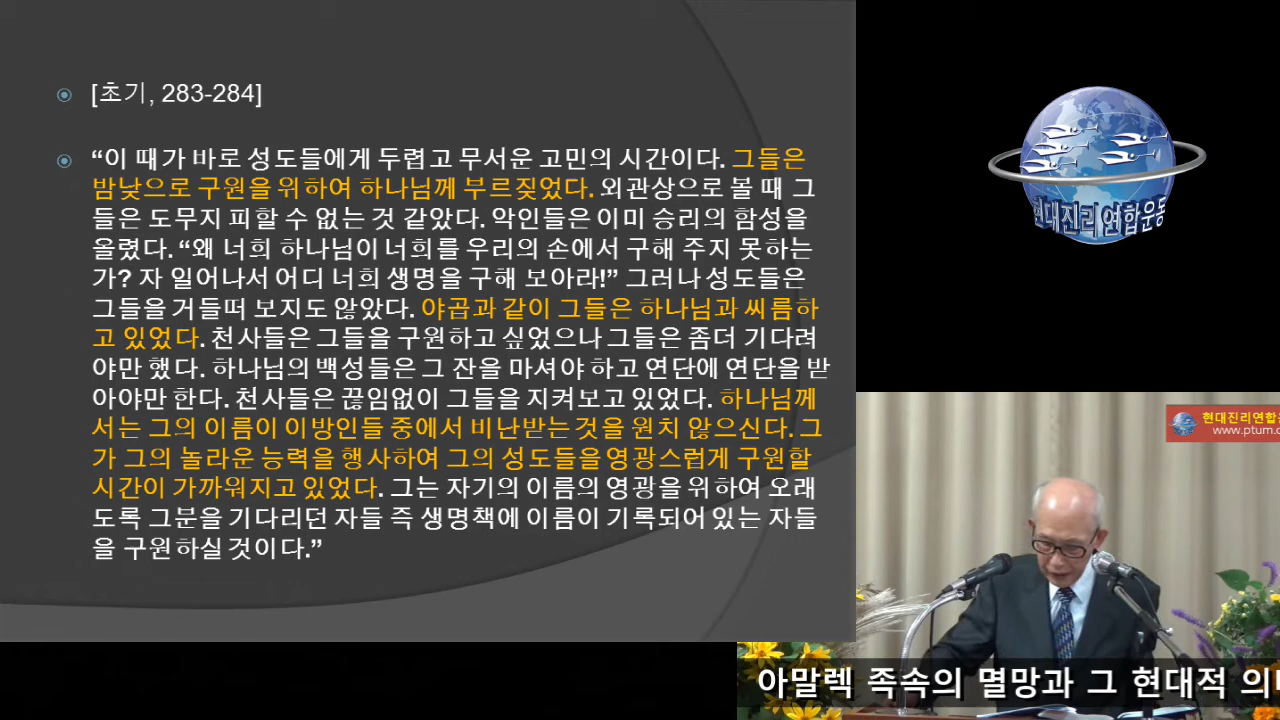 [초기, 283-284]
“이 때가 바로 성도들에게 두렵고 무서운 고민의 시간이다. 그들은
밤낮으로 구원을 위하여 하나님께 부르짖었다. 외관상으로 볼 때 그
들은 도무지 피할 수 없는 것 같았다. 악인들은 이미 승리의 함성을
올렸다. “왜 너희 하나님이 너희를 우리의 손에서 구해 주지 못하는
가? 자 일어나서 어디 너희 생명을 구해 보아라!” 그러나 성도들은
그들을 거들떠 보지도 않았다. 야곱과 같이 그들은 하나님과 씨름하
고 있었다. 천사들은 그들을 구원하고 싶었으나 그들은 좀더 기다려
야만 했다. 하나님의 백성들은 그 잔을 마셔야 하고 연단에 연단을 받
아야만 한다. 천사들은 끊임없이 그들을 지켜보고 있었다. 하나님께
서는 그의 이름이 이방인들 중에서 비난받는 것을 원치 않으신다. 그
가 그의 놀라운 능력을 행사하여 그의 성도들을 영광스럽게 구원할
시간이 가까워지고 있었다. 그는 자기의 이름의 영광을 위하여 오래
도록 그분을 기다리던 자들 즉 생명책에 이름이 기록되어 있는 자들
을 구원하실 것이다.”
현대진리연합운동
현대진리연합
www.ptum.
아말렉 족속의 멸망과 그 현대적 의